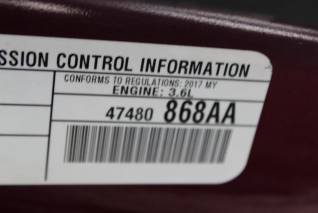 SSION CONTROL INFORMATION
CONFORMS TO REGULATIONS: 2017 MY
ENGINE: 3.6L
47480 868AA